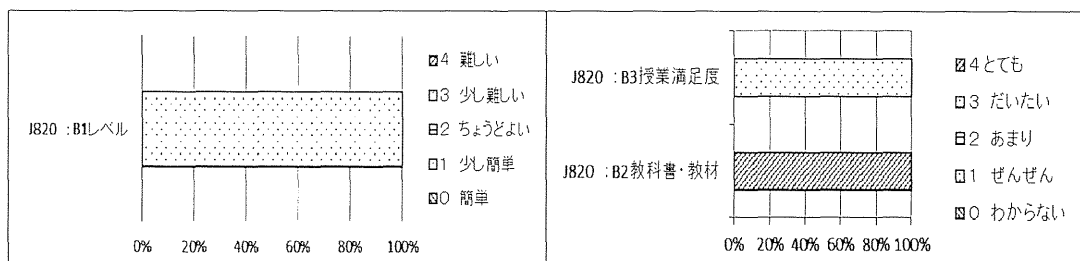 J820 :B1レベル
0% 20% 40% 60% 80% 100%
4 難しい
3 少し難しい
2 ちょうどよい
1 少し簡単
0 簡単
J820 :B3授業満足度
J820 :B2教科書・教材
0% 20% 40% 60% 80% 100%
4 とても
3 だいたい
2 あまり
1 ぜんぜん
0 わからない